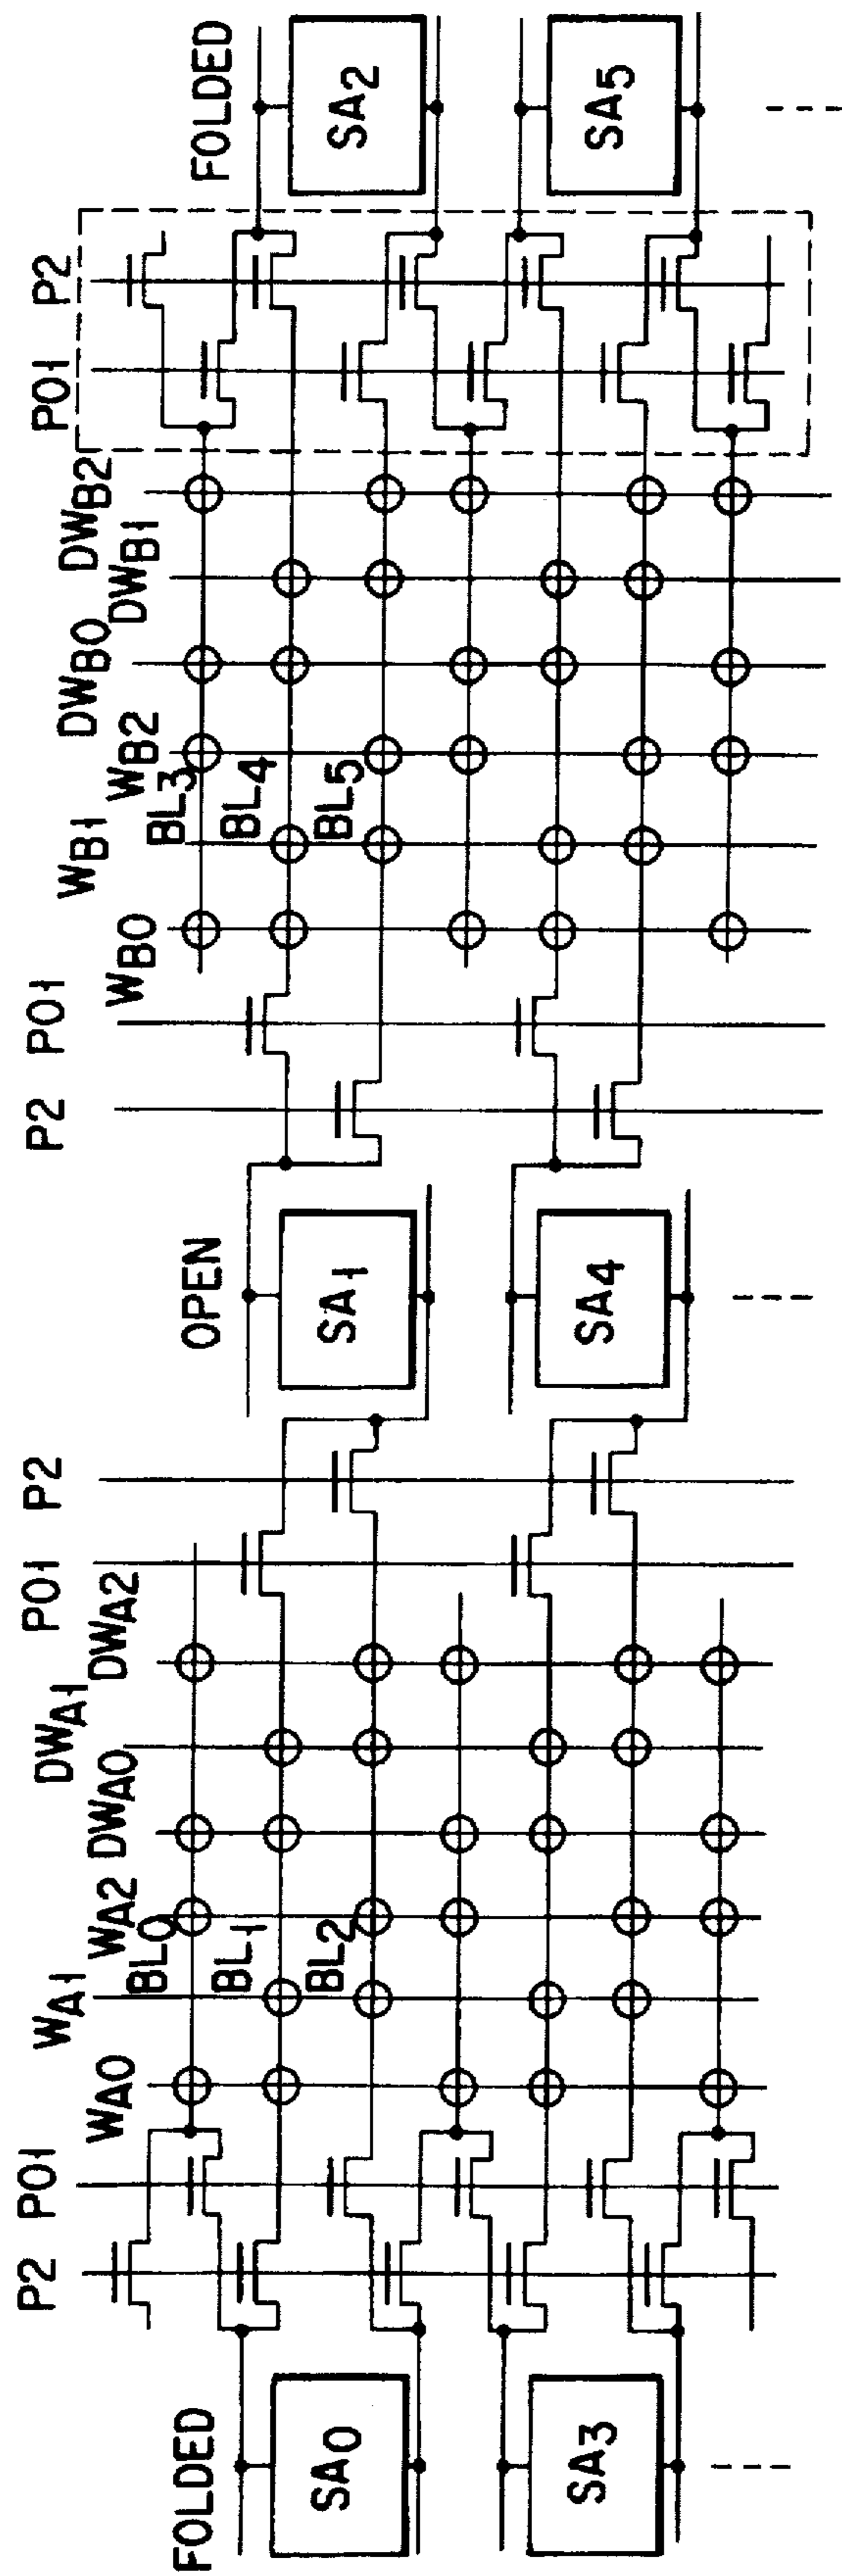 FOLDED
P2
P01
WA0
WA1
WA2
DWA0
DWA1
DWA2
P01
P2
OPEN
P2
P01
WB0
WB1
WB2
DWB0
DWB1
DWB2
P01
P2
FOLDED
BL0
BL1
BL2
BL3
BL4
BL5
SA0
SA1
SA2
SA3
SA4
SA5